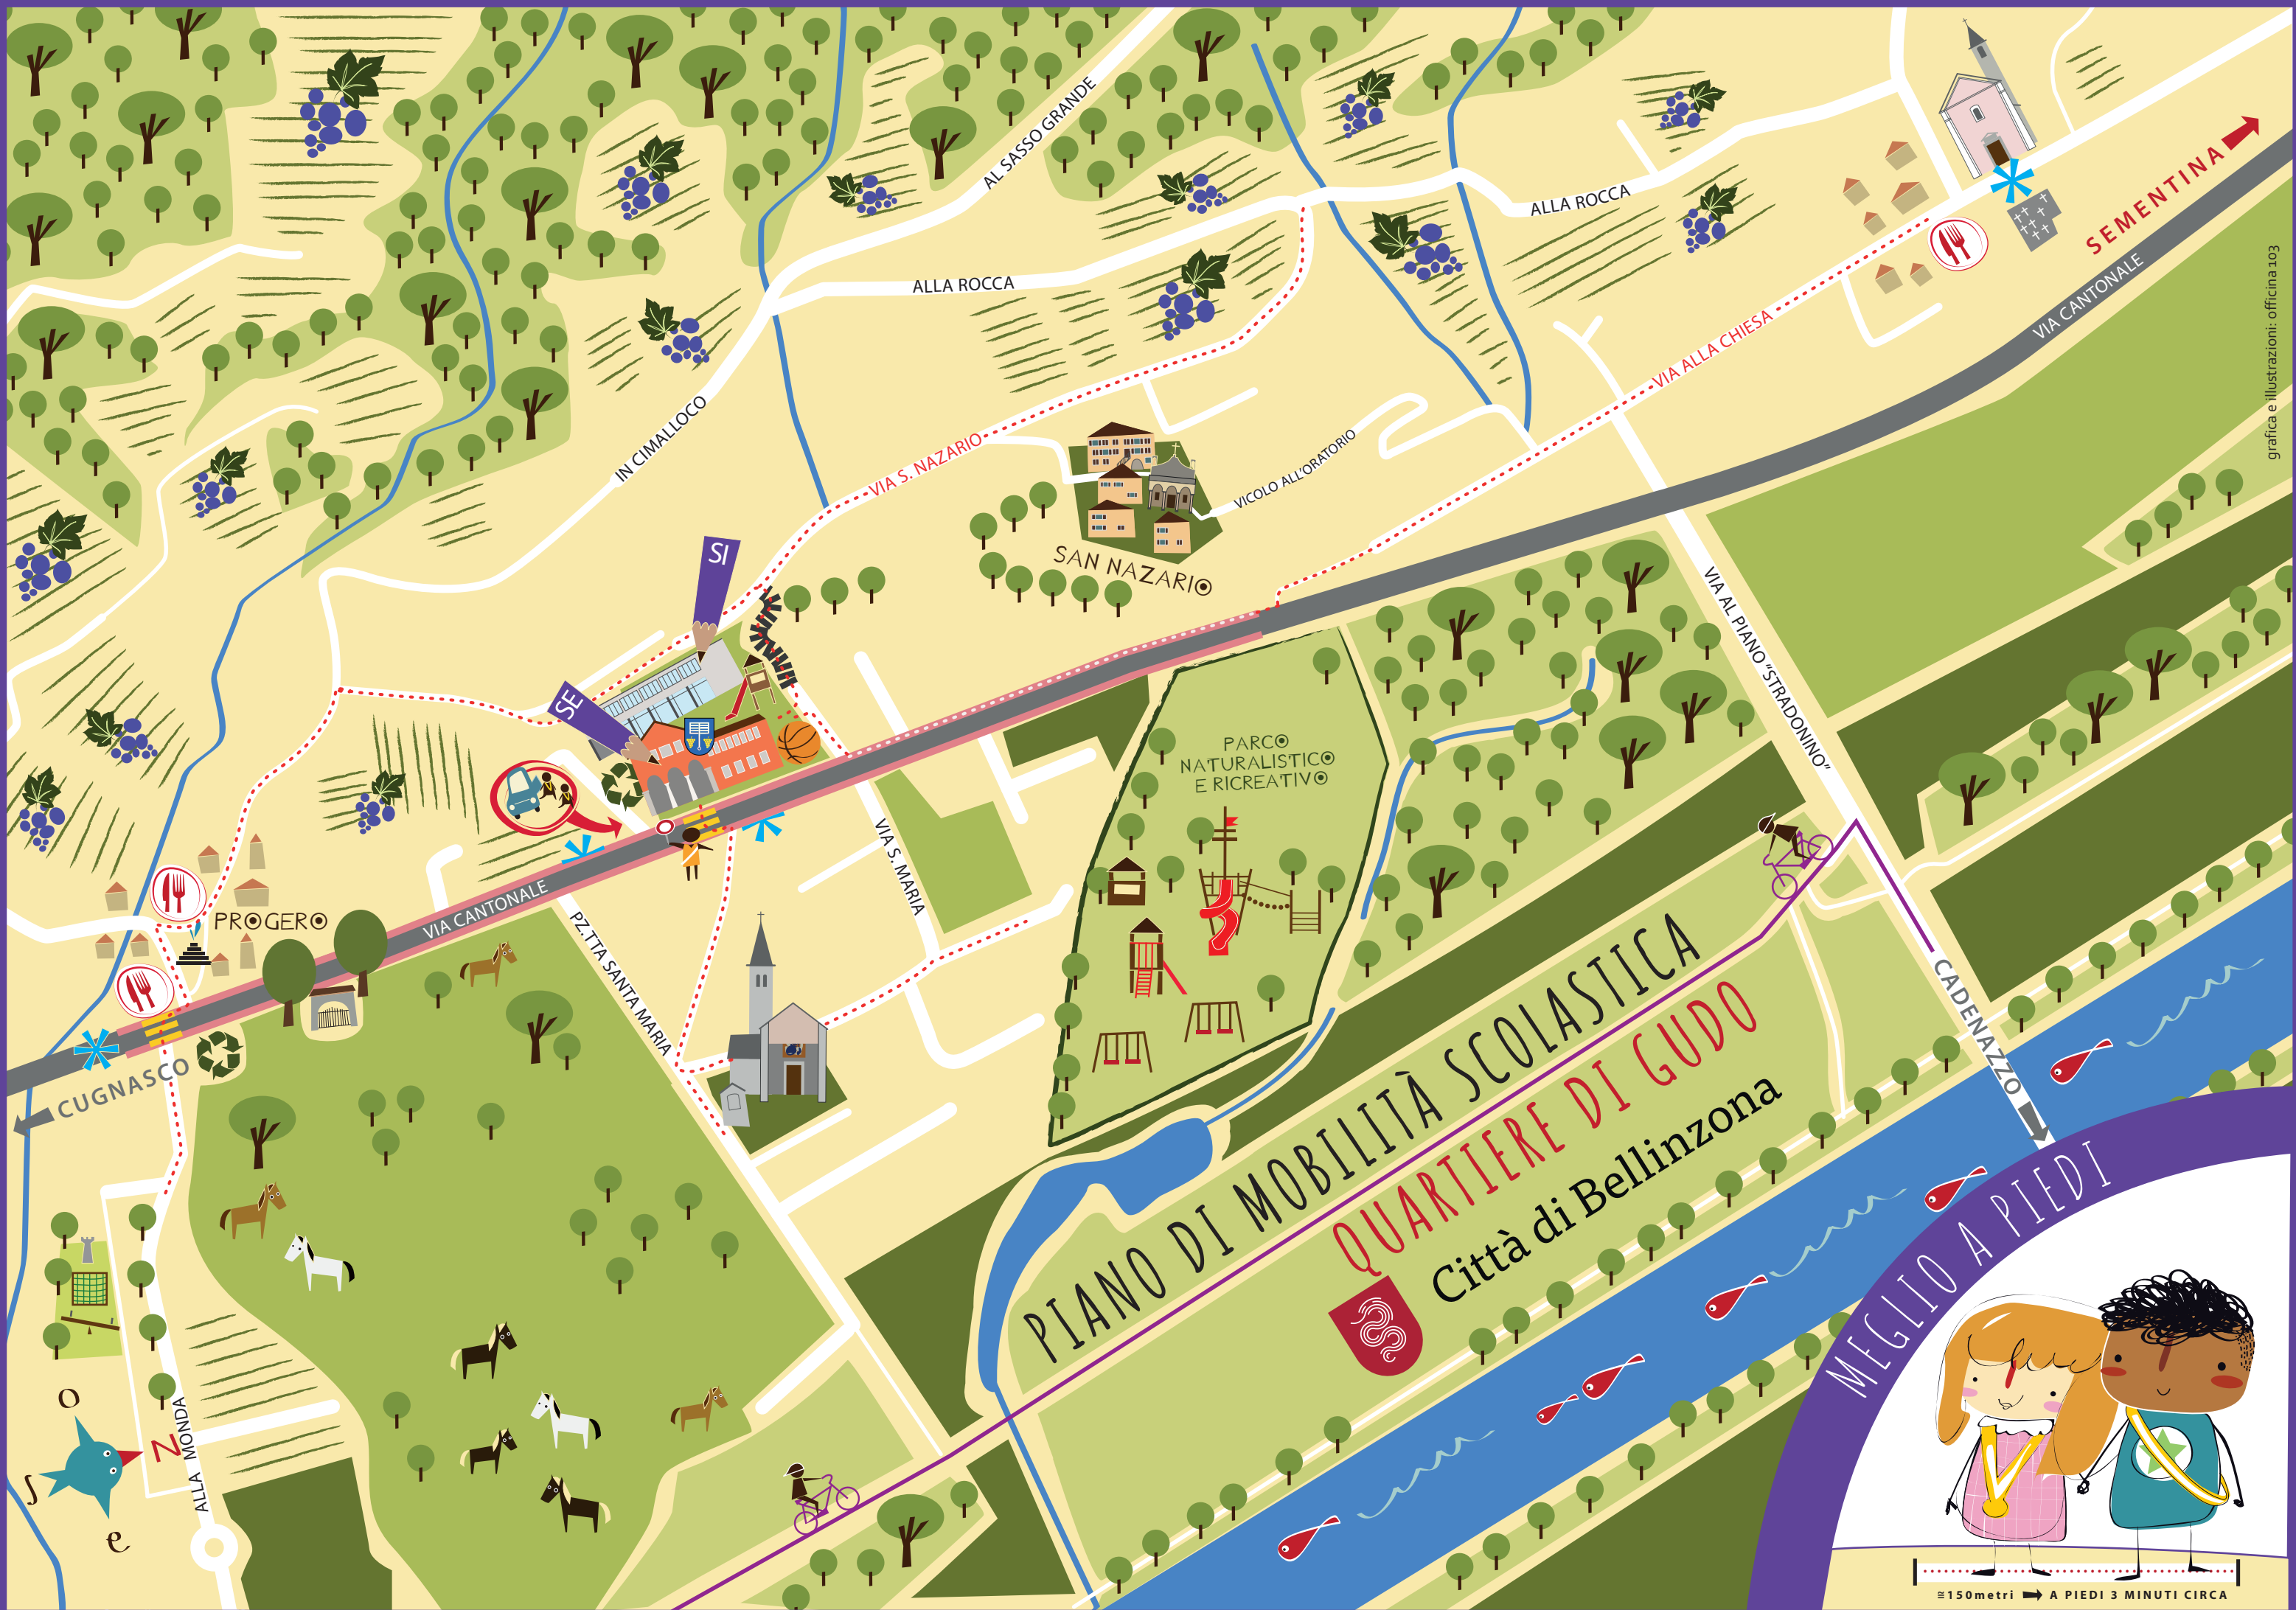 AL SASSO GRANDE
ALLA ROCCA
ALLA ROCCA
SEMENTINA
VIA CANTONALE
grafica e illustrazioni: officina 103
VIA ALLA CHIESA
IN CIMALLOCO
VIA S. NAZARIO
VICOLO ALL'ORATORIO
SAN NAZARIO
SI
SE
VIA AL PIANO "STRADONINO"
PARCO
NATURALISTICO
E RICREATIVO
VIA S. MARIA
PROGERO
VIA CANTONALE
PZ.TTA SANTA MARIA
CUGNASCO
CADENAZZO
PIANO DI MOBILITÀ SCOLASTICA
QUARTIERE DI GUDO
Città di Bellinzona
ALLA MONDA
O
N
J
e
MEGLIO A PIEDI
≅150metri A PIEDI 3 MINUTI CIRCA